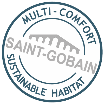 MULTI-COMFORT
SAINT-GOBAIN
SUSTAINABLE HABITAT